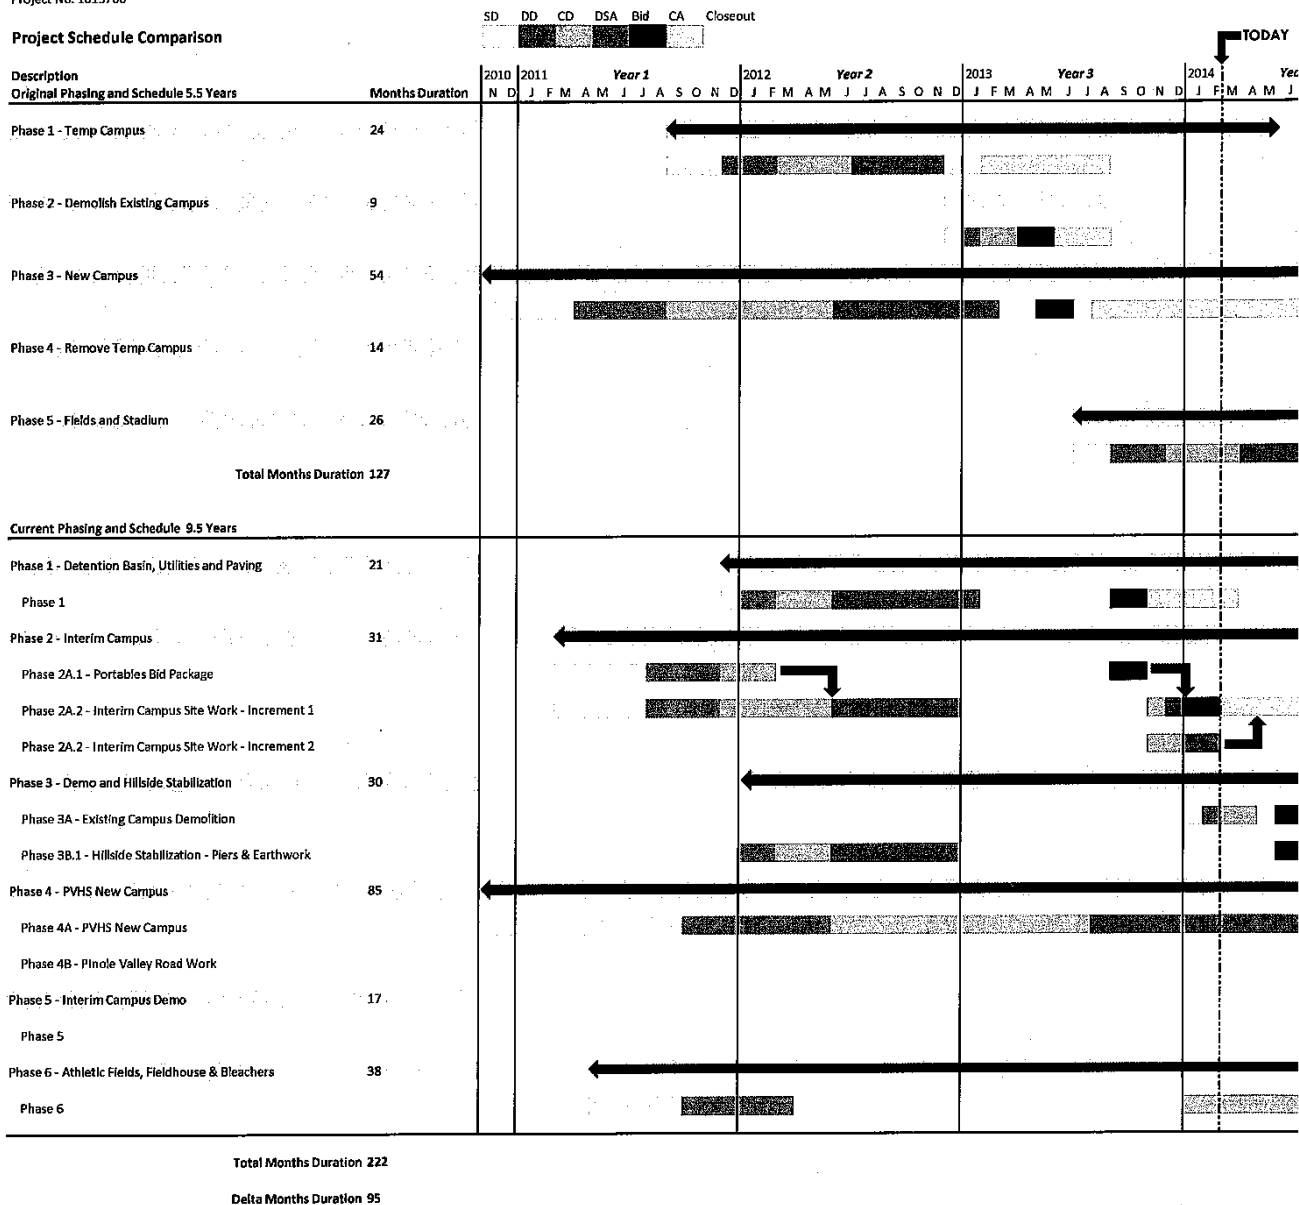 SD DD CD DSA Bid CA Closeout
Project Schedule Comparison
TODAY
Description
2010 2011 Year 1 2012 Year 2 2013 Year 3 2014
Original Phasing and Schedule 5.5 Years Months Duration N D J F M A M J J A S O N D J F M A M J J A S O N D J F M A M J J A S O N D J F M A M J
Phase 1 - Temp Campus 24
Phase 2 - Demolish Existing Campus 9
Phase 3 - New Campus 54
Phase 4 - Remove Temp Campus 14
Phase 5 - Fields and Stadium 26
Total Months Duration 127
Current Phasing and Schedule 9.5 Years
Phase 1 - Detention Basin, Utilities and Paving 21
Phase 1
Phase 2 - Interim Campus 31
Phase 2A.1 - Portables Bid Package
Phase 2A.2 - Interim Campus Site Work - Increment 1
Phase 2A.2 - Interim Campus Site Work - Increment 2
Phase 3 - Demo and Hillside Stabilization 30
Phase 3A - Existing Campus Demolition
Phase 3B.1 - Hillside Stabilization - Piers & Earthwork
Phase 4 - PVHS New Campus 85
Phase 4A - PVHS New Campus
Phase 4B - Pinole Valley Road Work
Phase 5 - Interim Campus Demo 17
Phase 5
Phase 6 - Athletic Fields, Fieldhouse & Bleachers 38
Phase 6
Total Months Duration 222
Delta Months Duration 95